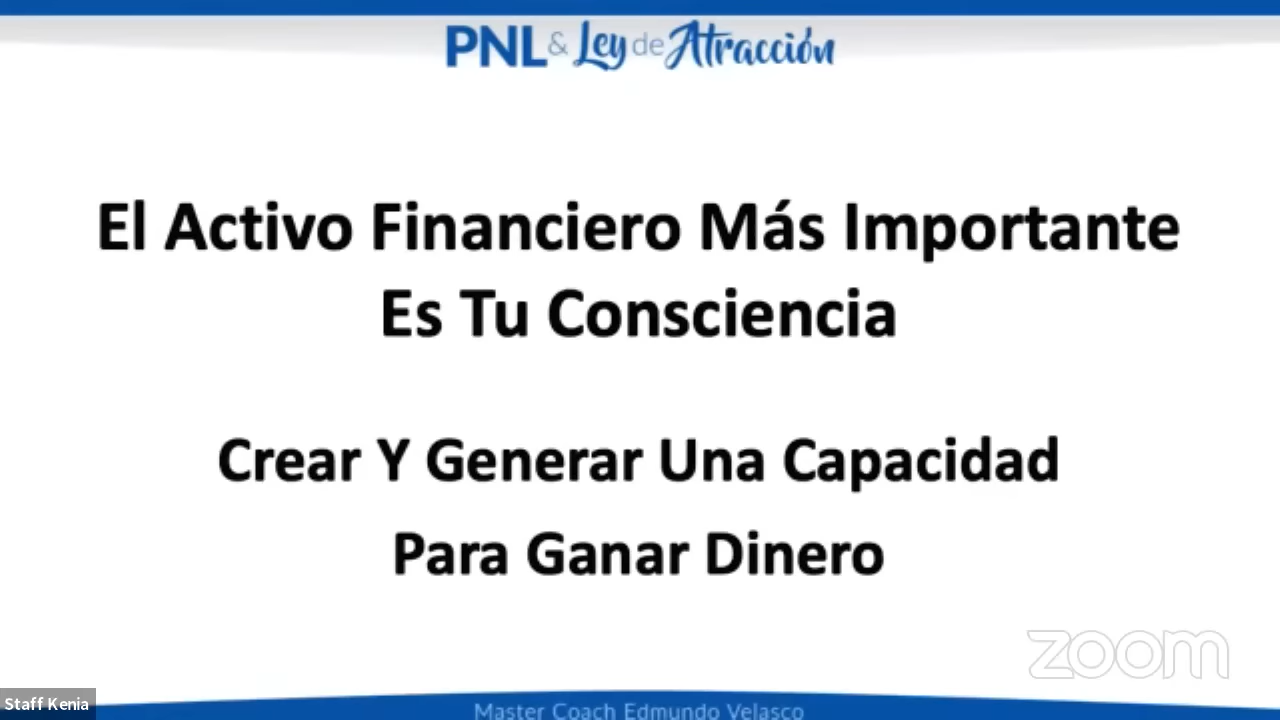 PNL & Ley de Atracción
El Activo Financiero Más Importante
Es Tu Consciencia
Crear Y Generar Una Capacidad
Para Ganar Dinero
zoom
Staff Kenia
Master Coach Edmundo Velasco